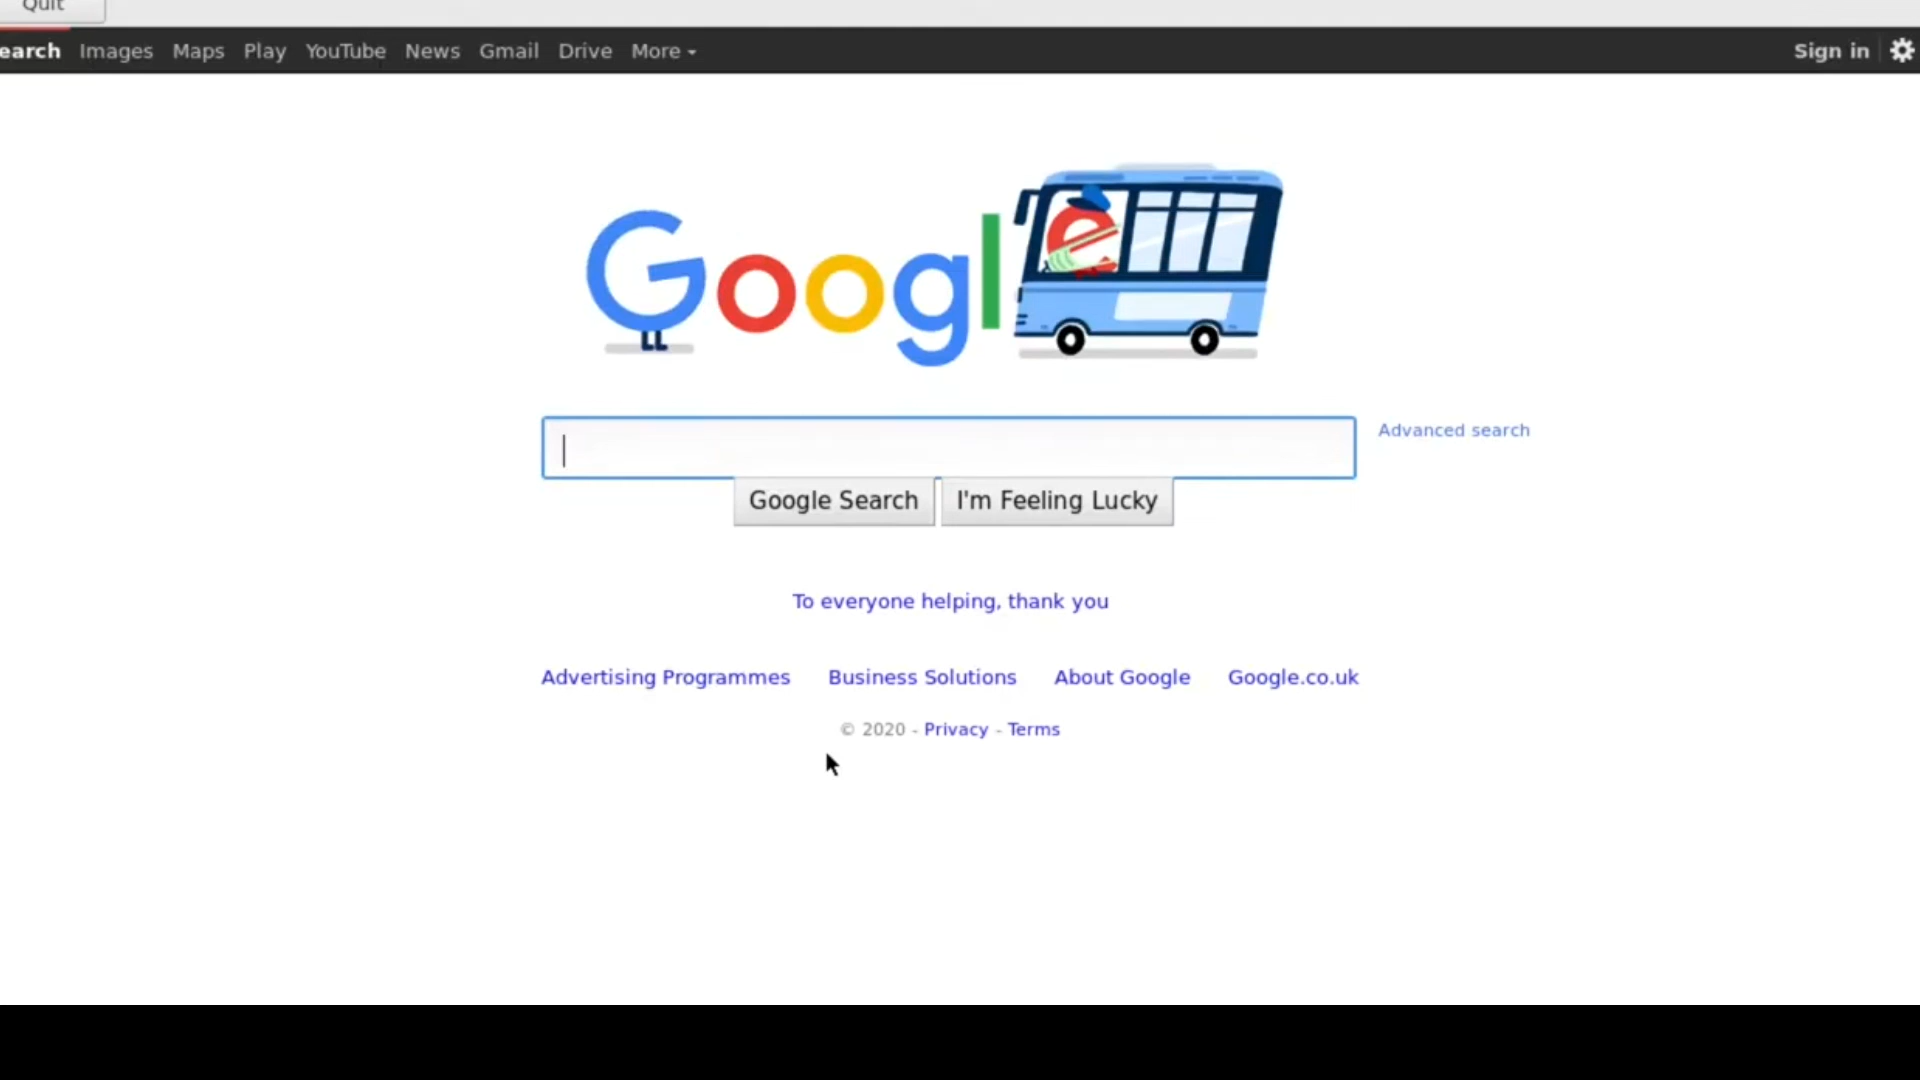 Quit
earch Images Maps Play YouTube News Gmail Drive More Sign in
Google
Advanced search
Google Search I'm Feeling Lucky
To everyone helping, thank you
Advertising Programmes Business Solutions About Google Google.co.uk
© 2020 - Privacy - Terms